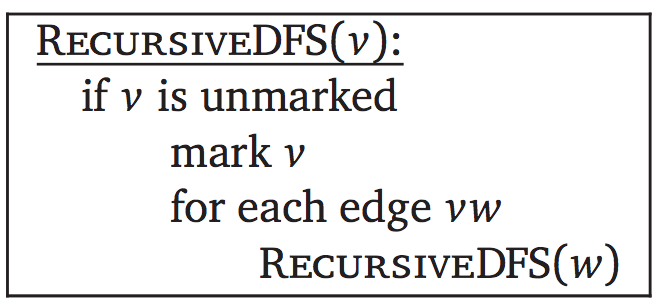 RECURSIVEDFS(v):
if v is unmarked
mark v
for each edge vw
RECURSIVEDFS(w)